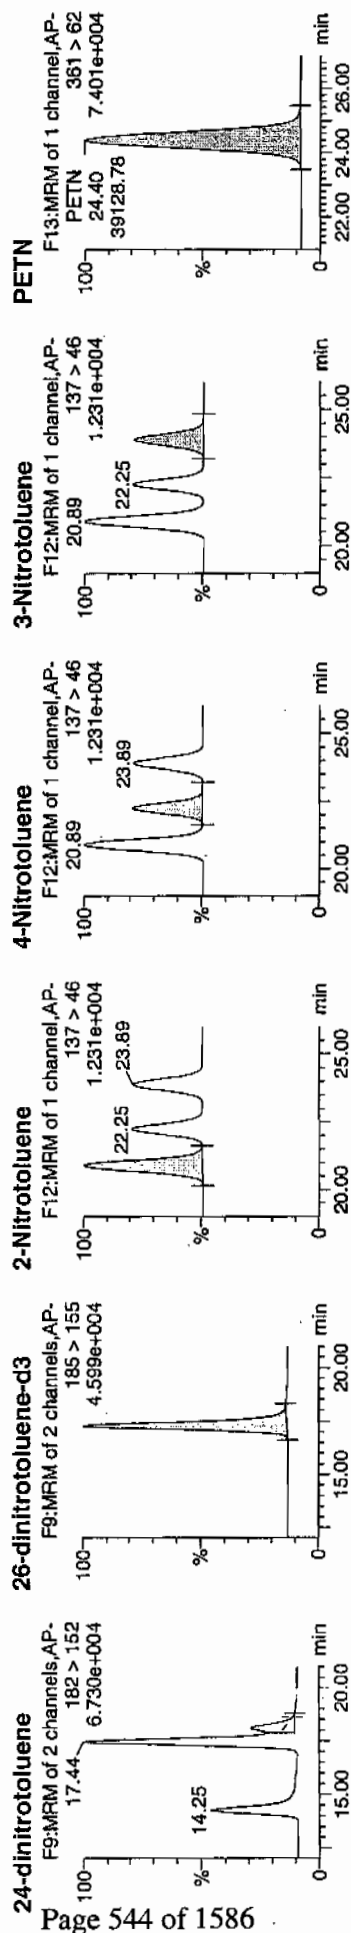 24-dinitrotoluene
F9:MRM of 2 channels,AP-
182 > 152
6.730e+004
17.44
14.25
100
%
0
15.00
20.00
min
26-dinitrotoluene-d3
F9:MRM of 2 channels,AP-
185 > 155
4.599e+004
100
%
0
15.00
20.00
min
2-Nitrotoluene
F12:MRM of 1 channel,AP-
137 > 46
1.231e+004
22.25
23.89
100
%
0
20.00
25.00
min
4-Nitrotoluene
F12:MRM of 1 channel,AP-
137 > 46
1.231e+004
20.89
23.89
100
%
0
20.00
25.00
min
3-Nitrotoluene
F12:MRM of 1 channel,AP-
137 > 46
1.231e+004
20.89
22.25
100
%
0
20.00
25.00
min
PETN
F13:MRM of 1 channel,AP-
361 > 62
7.401e+004
PETN
24.40
39128.78
100
%
0
22.00
24.00
26.00
min
Page 544 of 1586